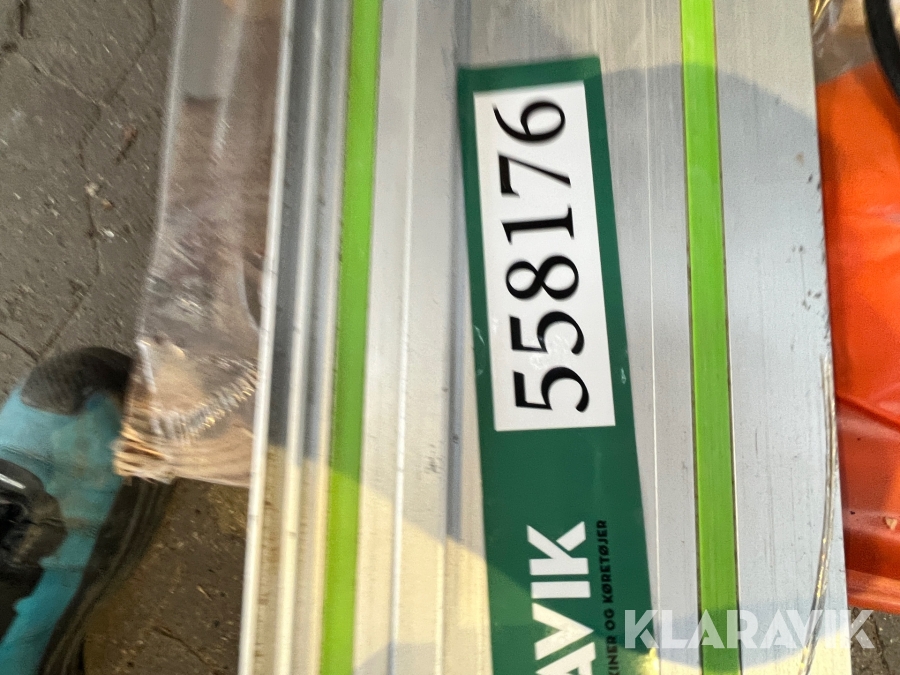 558176
AVIK
KINER OG KØRETØJER
KLARAVIK